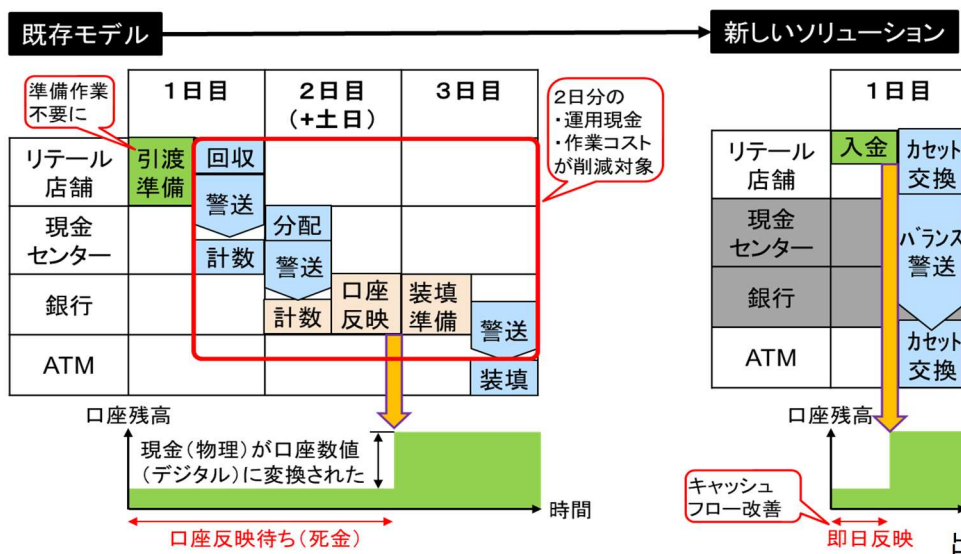 既存モデル
新しいソリューション
準備作業
不要に
1日目
2日目
(+土日)
3日目
2日分の
・運用現金
・作業コスト
が削減対象
リテール
店舗
引渡
準備
回収
警送
現金
センター
計数
分配
警送
銀行
計数
口座
反映
装填
準備
警送
ATM
装填
口座残高
現金(物理)が口座数値
(デジタル)に変換された
時間
口座反映待ち(死金)
1日目
リテール
店舗
入金
カセット
交換
現金
センター
バランス
警送
銀行
ATM
カセット
交換
口座残高
キャッシュ
フロー改善
即日反映